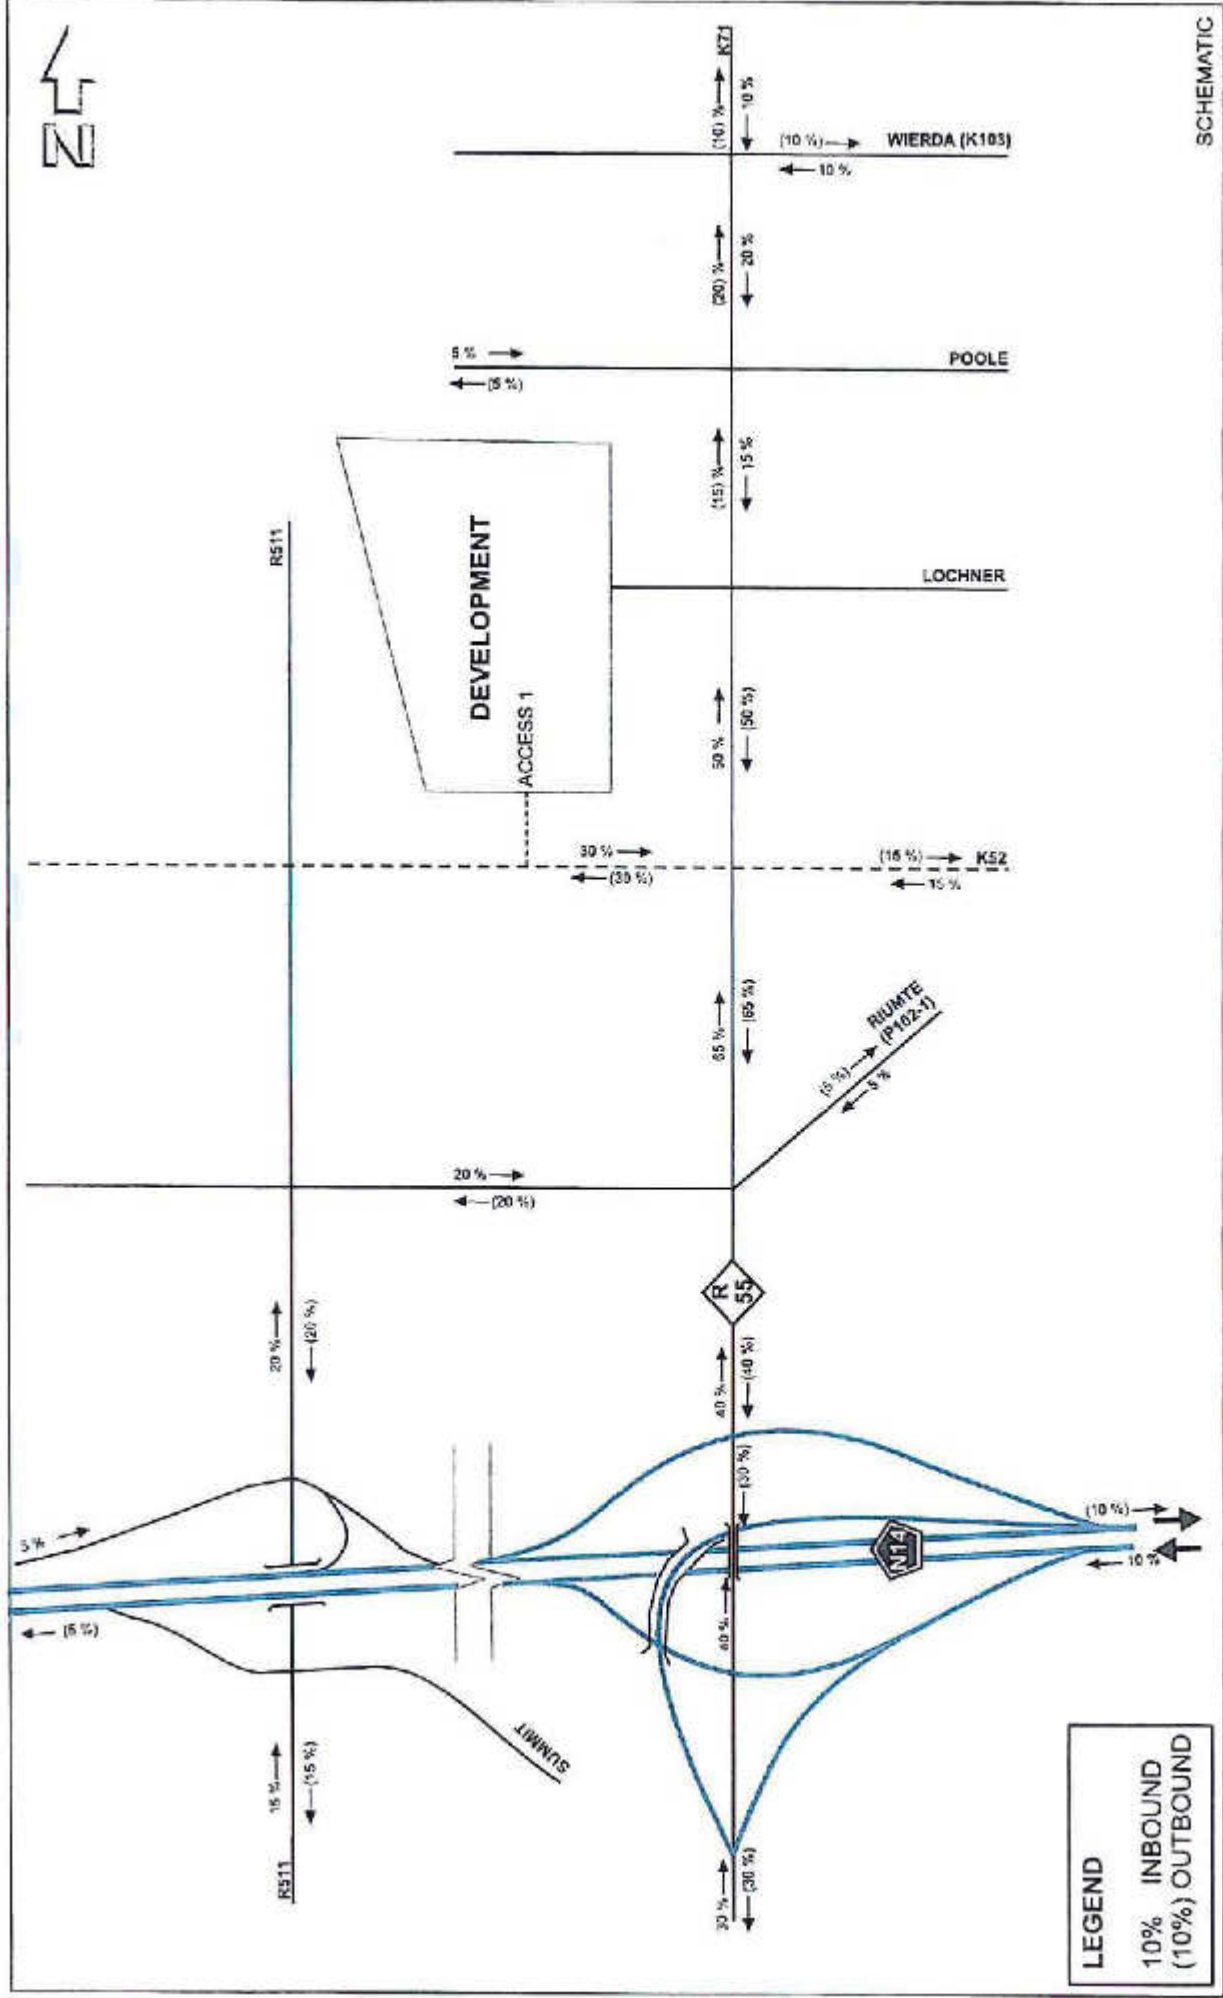 N
SCHEMATIC
K71
(10) %
10 %
(10 %)
10 %
WIERDA (K103)
(20) %
20 %
5 %
(5 %)
POOLE
(15) %
15 %
R511
DEVELOPMENT
ACCESS 1
LOCHNER
50 %
(50 %)
30 %
(30 %)
(15 %)
15 %
K52
65 %
(65 %)
RIUMTE
(P102-1)
(5 %)
5 %
20 %
(20 %)
R
55
20 %
(20 %)
40 %
(40 %)
(30 %)
5 %
(5 %)
N14
(10 %)
10 %
SUMMIT
15 %
(15 %)
R511
30 %
(30 %)
LEGEND
10% INBOUND
(10%) OUTBOUND